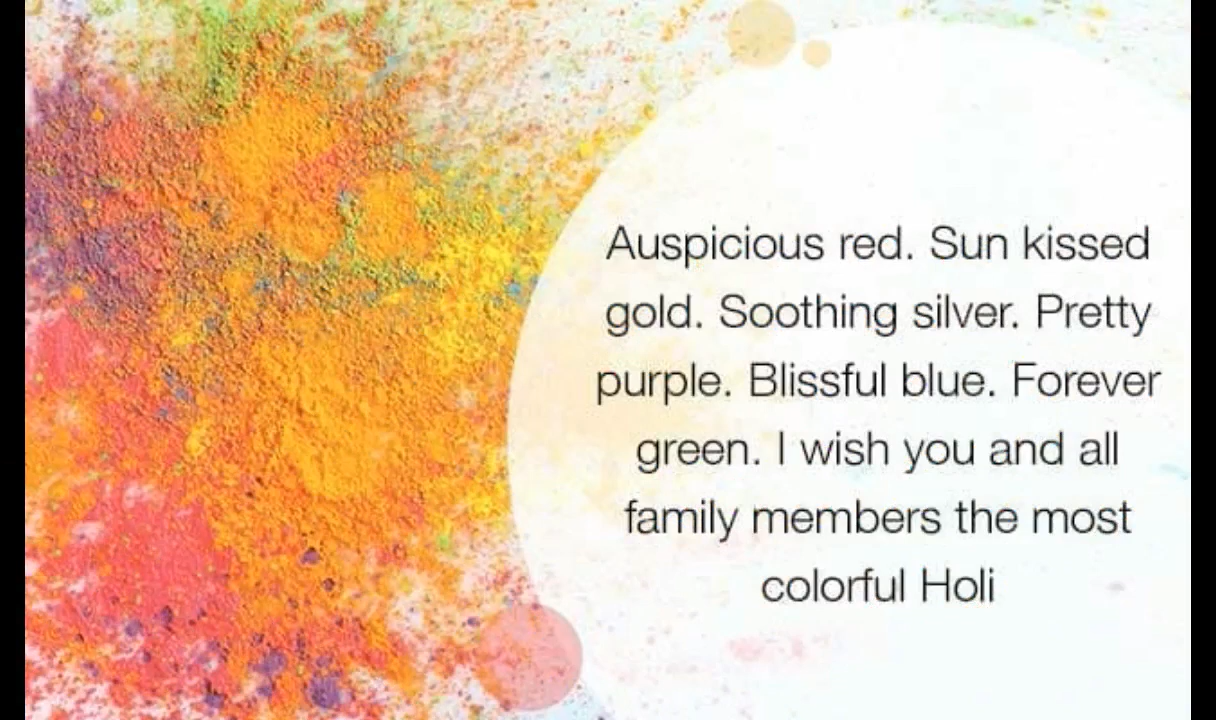 Auspicious red. Sun kissed
gold. Soothing silver. Pretty
purple. Blissful blue. Forever
green. I wish you and all
family members the most
colorful Holi